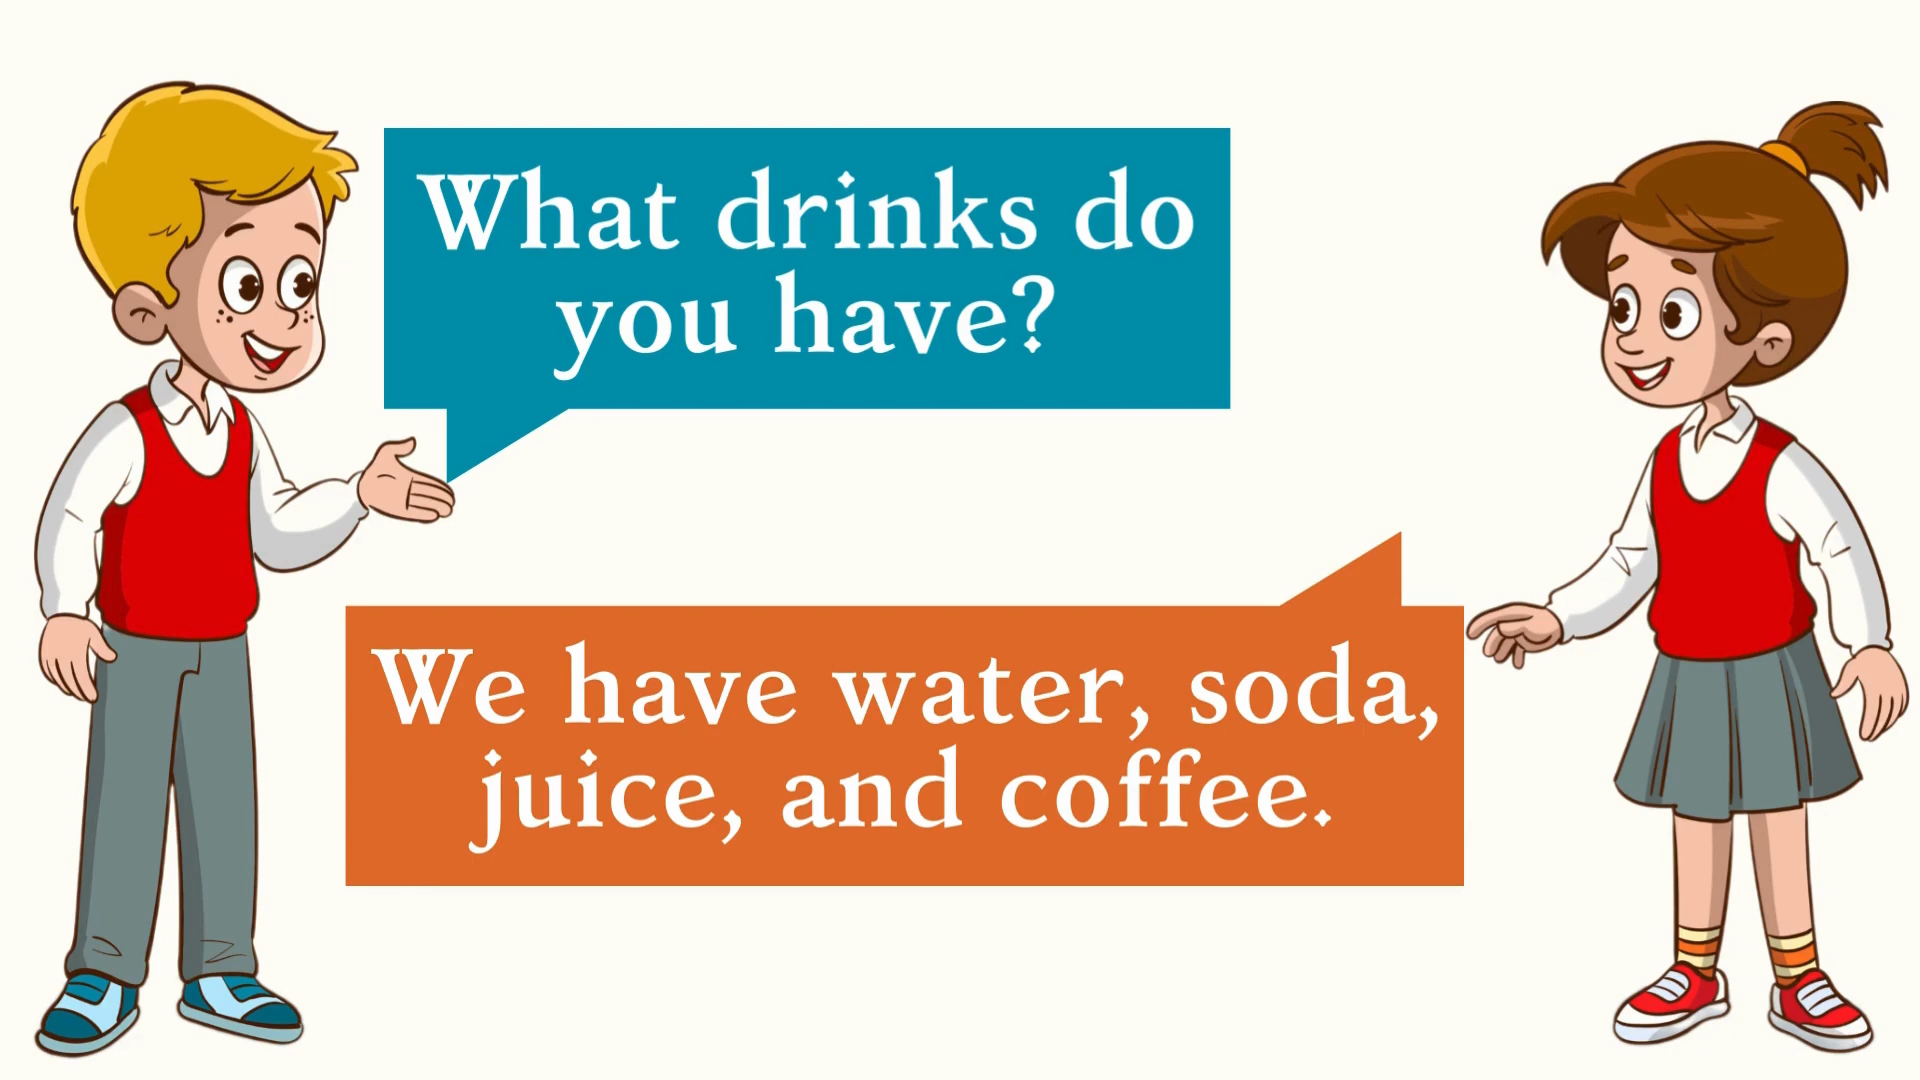 What drinks do
you have?
We have water, soda,
juice, and coffee.